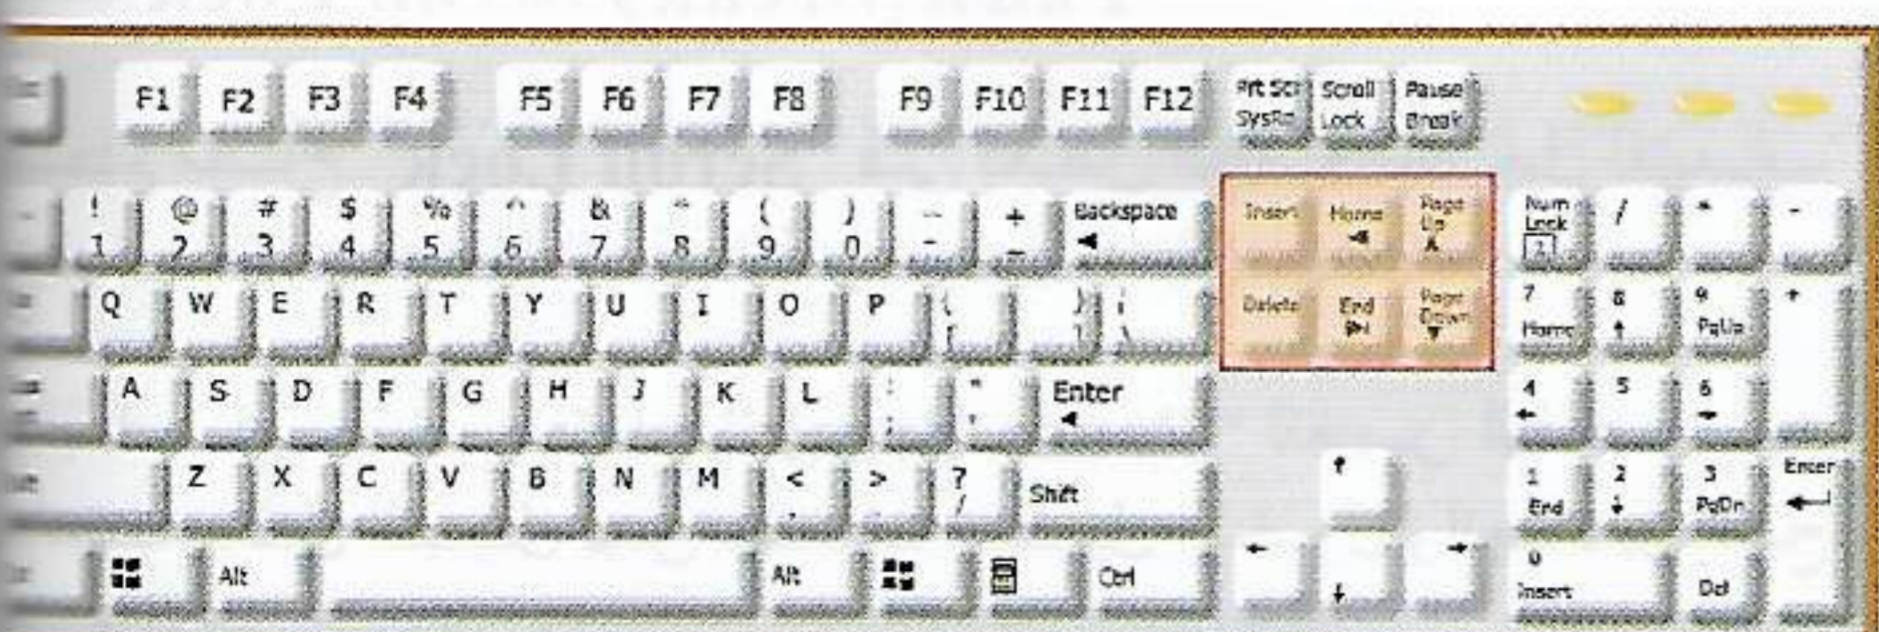 F1 F2 F3 F4 F5 F6 F7 F8 F9 F10 F11 F12 Prt Scr Scroll Pause
SysRq Lock Break
! @ # $ % ^ & * ( ) — + Backspace Insert Home Page Num / * -
Up Lock
1 2 3 4 5 6 7 8 9 0 - = 1
Q W E R T Y U I O P { } | Delete End Page 7 8 9 +
Down
[ ] \ Home PgUp
A S D F G H J K L : " Enter 4 5 6
; '
Z X C V B N M < > ? Shift 1 2 3 Enter
, . / End PgDn
Alt Alt Ctrl 0
Insert Del